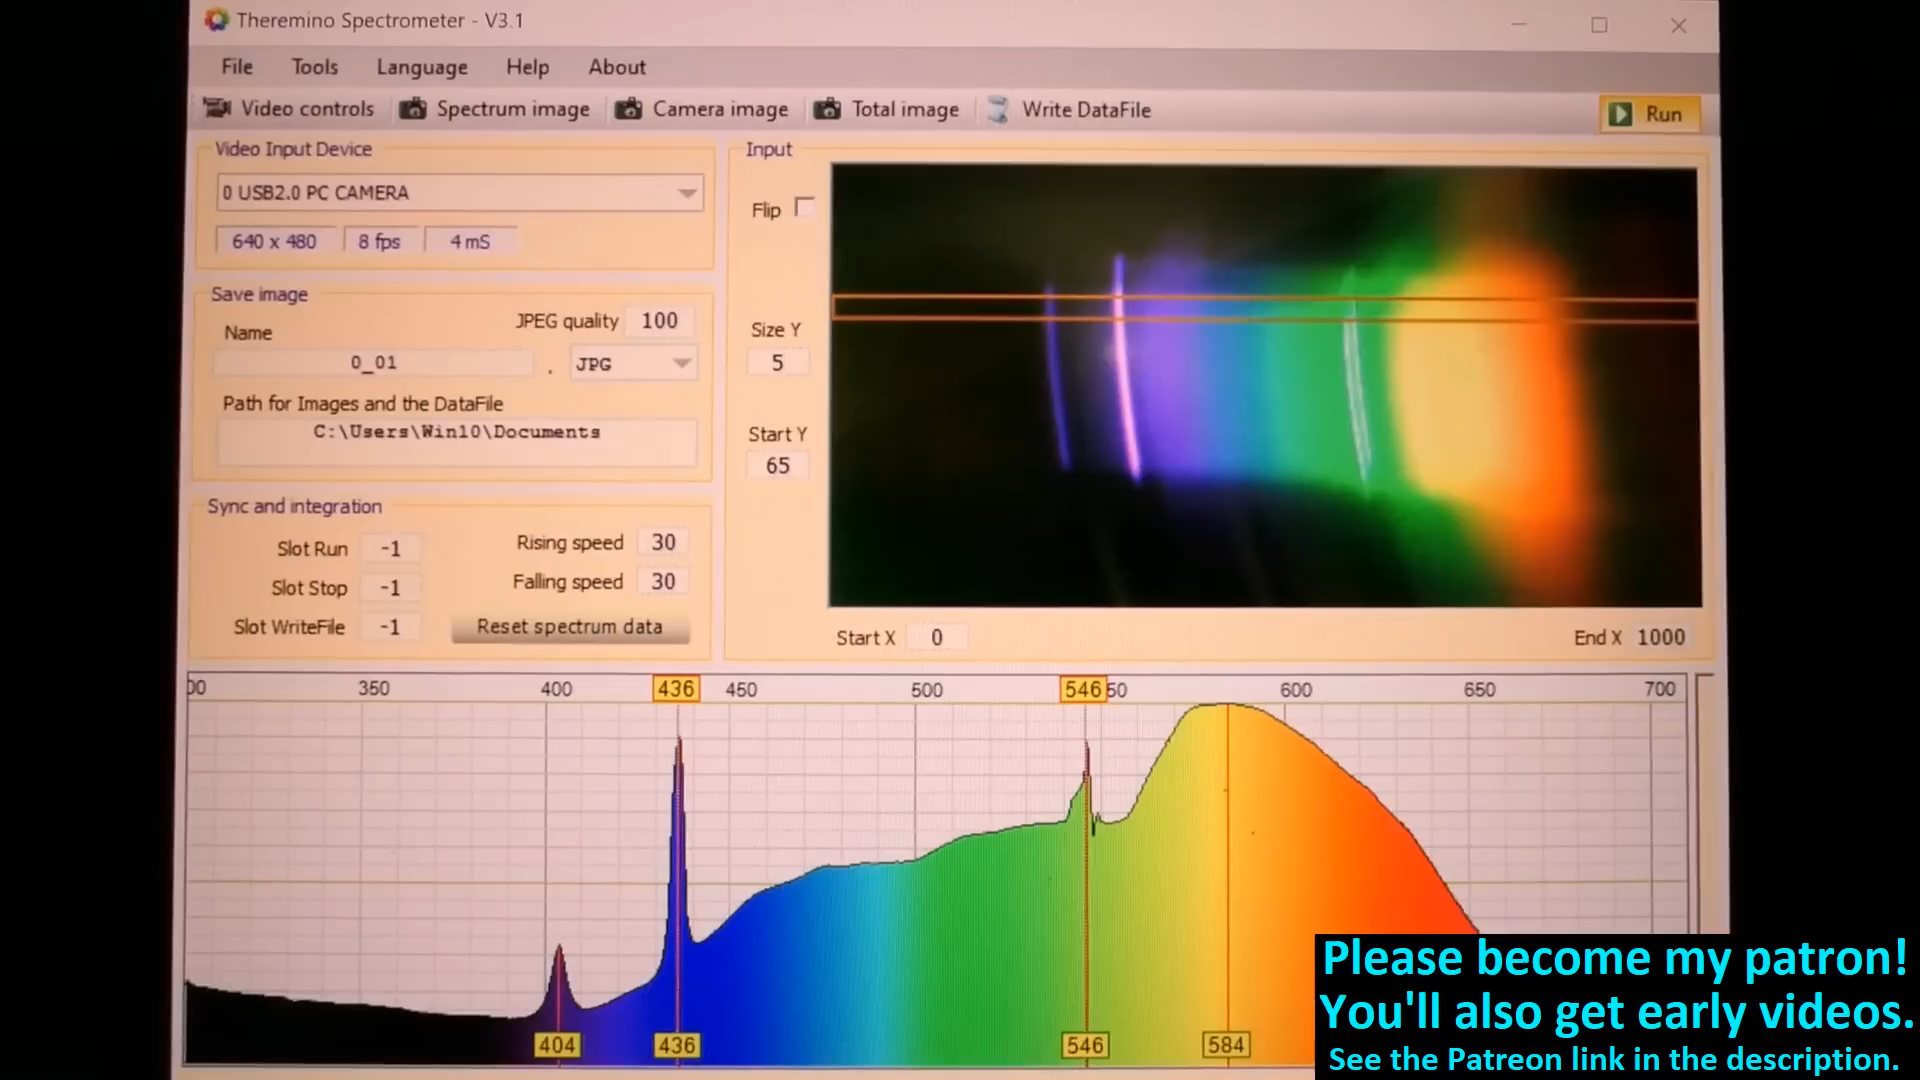 Theremino Spectrometer - V3.1
File Tools Language Help About
Video controls Spectrum image Camera image Total image Write DataFile Run
Video Input Device
0 USB2.0 PC CAMERA
640 x 480 8 fps 4 mS
Save image
Name JPEG quality 100
0_01 . JPG
Path for Images and the DataFile
C:\Users\Win10\Documents
Sync and integration
Slot Run -1 Rising speed 30
Slot Stop -1 Falling speed 30
Slot WriteFile -1 Reset spectrum data
Input
Flip
Size Y
5
Start Y
65
Start X 0 End X 1000
00 350 400 436 450 500 546 50 600 650 700
404 436 546 584
Please become my patron!
You'll also get early videos.
See the Patreon link in the description.